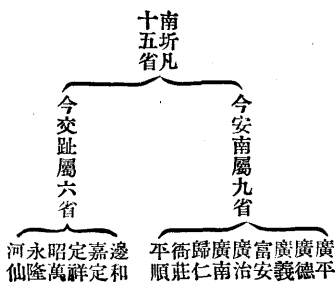 南圻凡
十五省
今安南屬九省
廣平
廣德
廣義
富安
廣治
廣南
歸仁
衙莊
平順
今交趾屬六省
邊和
嘉定
定祥
昭萬
永隆
河仙